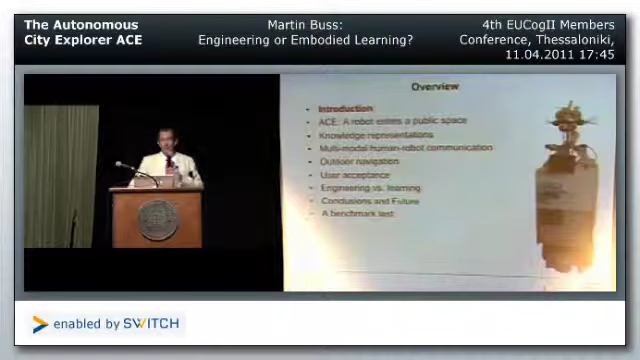 The Autonomous
City Explorer ACE
Martin Buss:
Engineering or Embodied Learning?
4th EUCogII Members
Conference, Thessaloniki,
11.04.2011 17:45
Overview
Introduction
ACE: A robot enters a public space
Knowledge representations
Multi-modal human-robot communication
Outdoor navigation
User acceptance
Engineering vs. learning
Conclusions and Future
A benchmark test
enabled by SWITCH